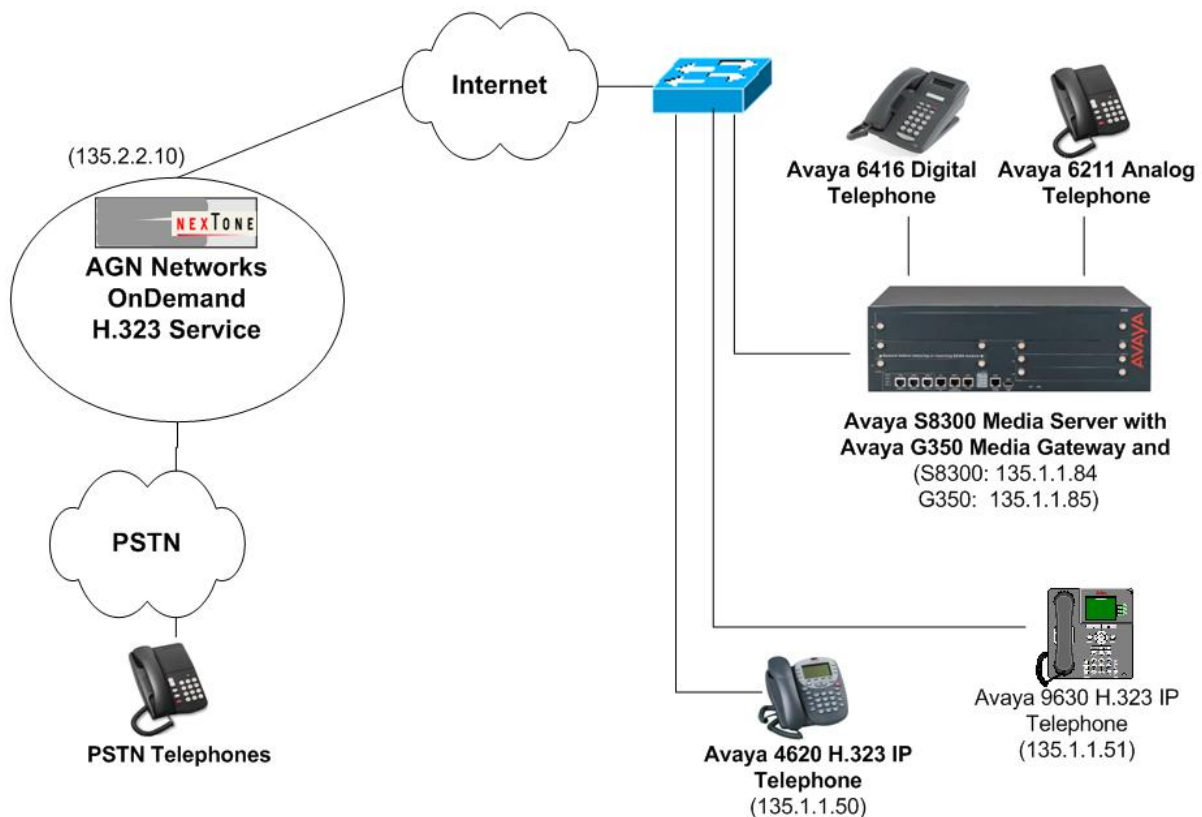 Internet
(135.2.2.10)
NEXTONE
AGN Networks
OnDemand
H.323 Service
PSTN
PSTN Telephones
Avaya 6416 Digital
Telephone
Avaya 6211 Analog
Telephone
AVAYA
Avaya S8300 Media Server with
Avaya G350 Media Gateway and
(S8300: 135.1.1.84
G350: 135.1.1.85)
Avaya 9630 H.323 IP
Telephone
(135.1.1.51)
Avaya 4620 H.323 IP
Telephone
(135.1.1.50)